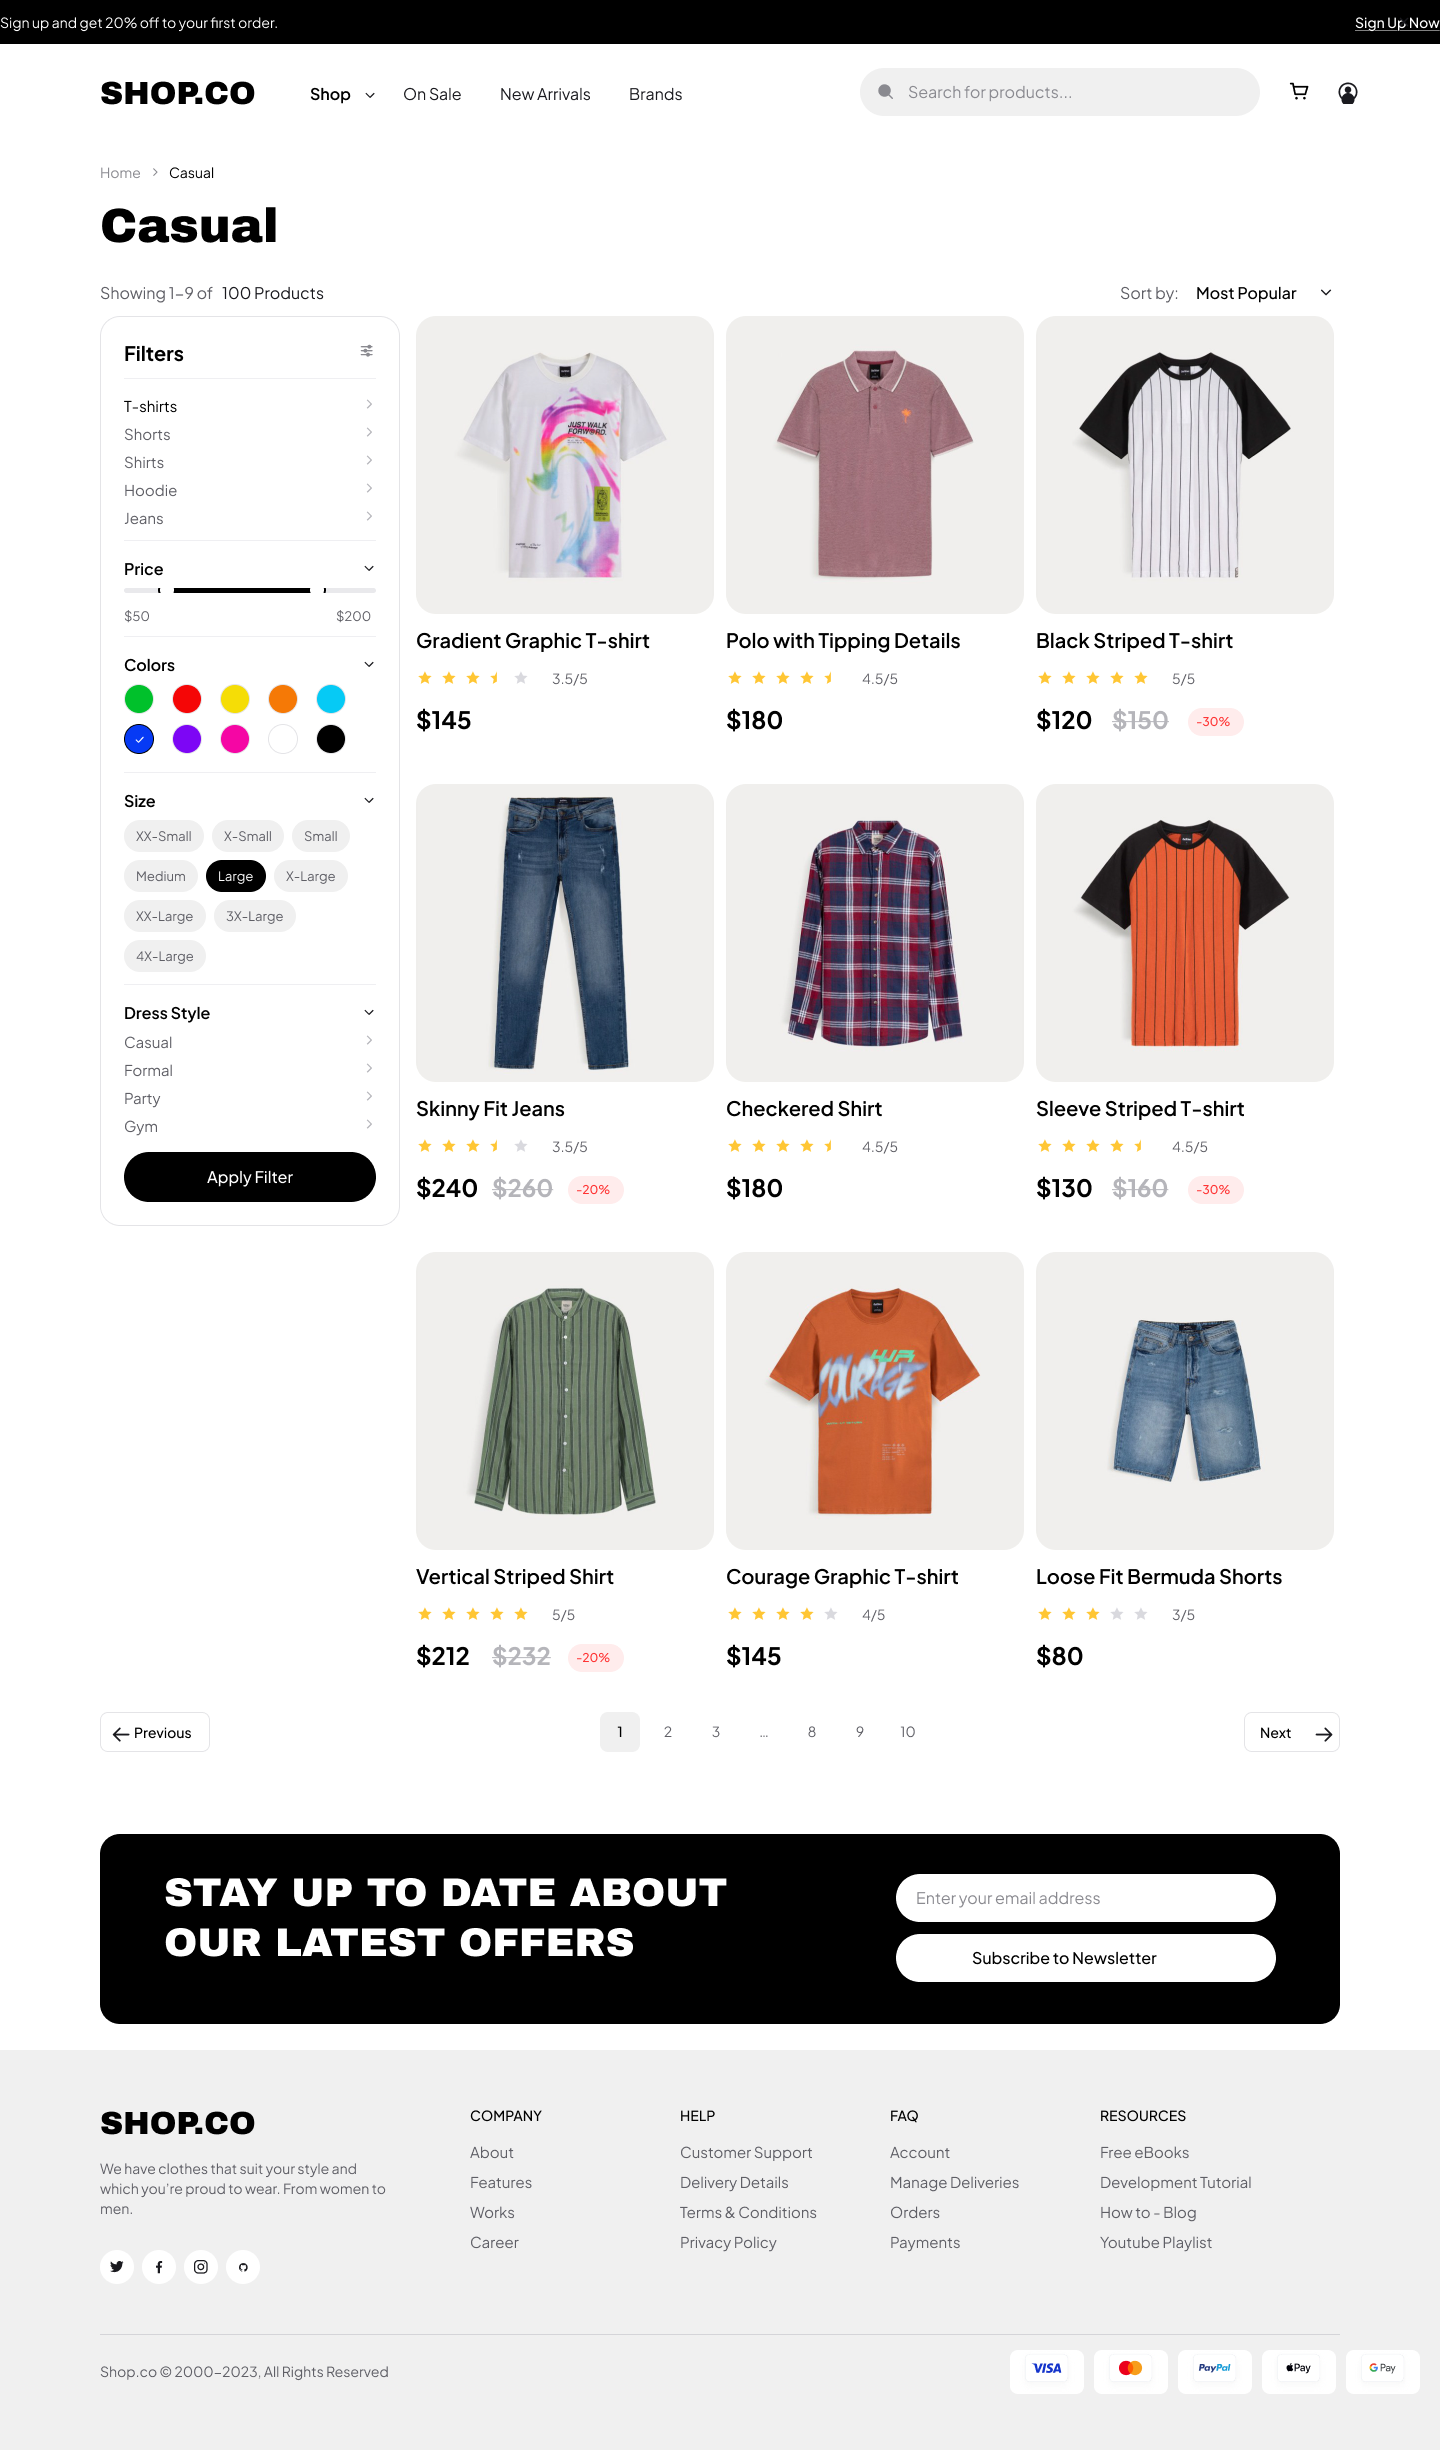 Sign up and get 20% off to your first order.
Sign Up Now
SHOP.CO
Shop
On Sale
New Arrivals
Brands
Search for products...
Home
Casual
Casual
Showing 1-9 of 100 Products
Sort by: Most Popular
Filters
T-shirts
Shorts
Shirts
Hoodie
Jeans
Price
$50
$200
Colors
Size
XX-Small
X-Small
Small
Medium
Large
X-Large
XX-Large
3X-Large
4X-Large
Dress Style
Casual
Formal
Party
Gym
Apply Filter
JUST WALK
FORW@RD.
Gradient Graphic T-shirt
3.5/5
$145
Polo with Tipping Details
4.5/5
$180
Black Striped T-shirt
5/5
$120 $150 -30%
Skinny Fit Jeans
3.5/5
$240 $260 -20%
Checkered Shirt
4.5/5
$180
Sleeve Striped T-shirt
4.5/5
$130 $160 -30%
Vertical Striped Shirt
5/5
$212 $232 -20%
COURAGE
Courage Graphic T-shirt
4/5
$145
Loose Fit Bermuda Shorts
3/5
$80
Previous
1 2 3 ... 8 9 10
Next
STAY UP TO DATE ABOUT
OUR LATEST OFFERS
Enter your email address
Subscribe to Newsletter
SHOP.CO
We have clothes that suit your style and
which you're proud to wear. From women to
men.
COMPANY
About
Features
Works
Career
HELP
Customer Support
Delivery Details
Terms & Conditions
Privacy Policy
FAQ
Account
Manage Deliveries
Orders
Payments
RESOURCES
Free eBooks
Development Tutorial
How to - Blog
Youtube Playlist
Shop.co © 2000-2023, All Rights Reserved
VISA
PayPal
Pay
G Pay